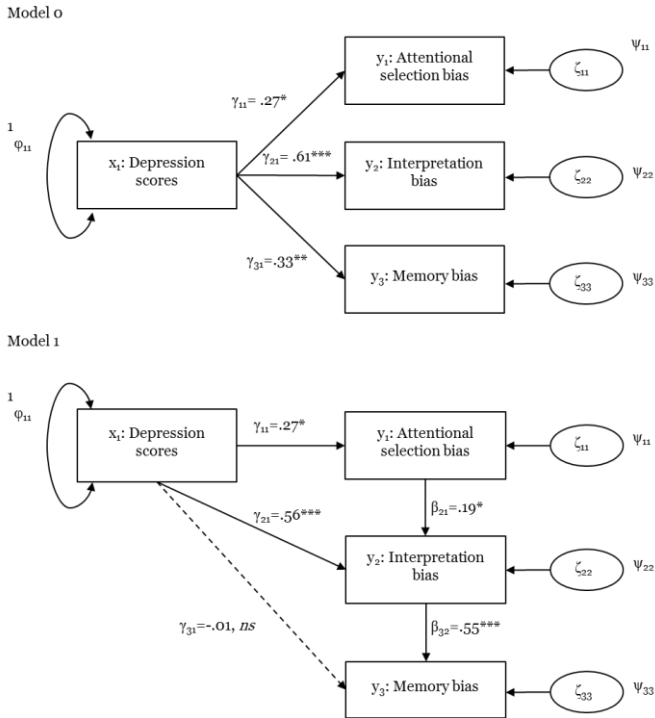 Model 0
y₁: Attentional
selection bias
ζ₁₁
ψ₁₁
γ₁₁= .27*
1
φ₁₁
x₁: Depression
scores
γ₂₁= .61***
y₂: Interpretation
bias
ζ₂₂
ψ₂₂
γ₃₁=.33**
y₃: Memory bias
ζ₃₃
ψ₃₃
Model 1
1
φ₁₁
x₁: Depression
scores
γ₁₁=.27*
y₁: Attentional
selection bias
ζ₁₁
ψ₁₁
γ₂₁=.56***
β₂₁=.19*
y₂: Interpretation
bias
ζ₂₂
ψ₂₂
γ₃₁=-.01, ns
β₃₂=.55***
y₃: Memory bias
ζ₃₃
ψ₃₃